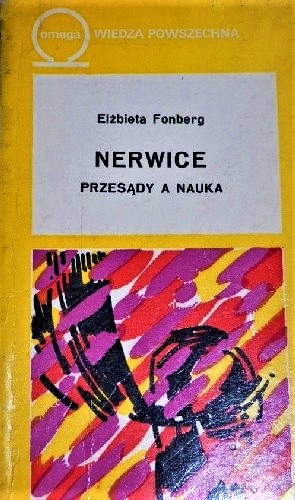 omega WIEDZA POWSZECHNA
Elżbieta Fonberg
NERWICE
PRZESĄDY A NAUKA